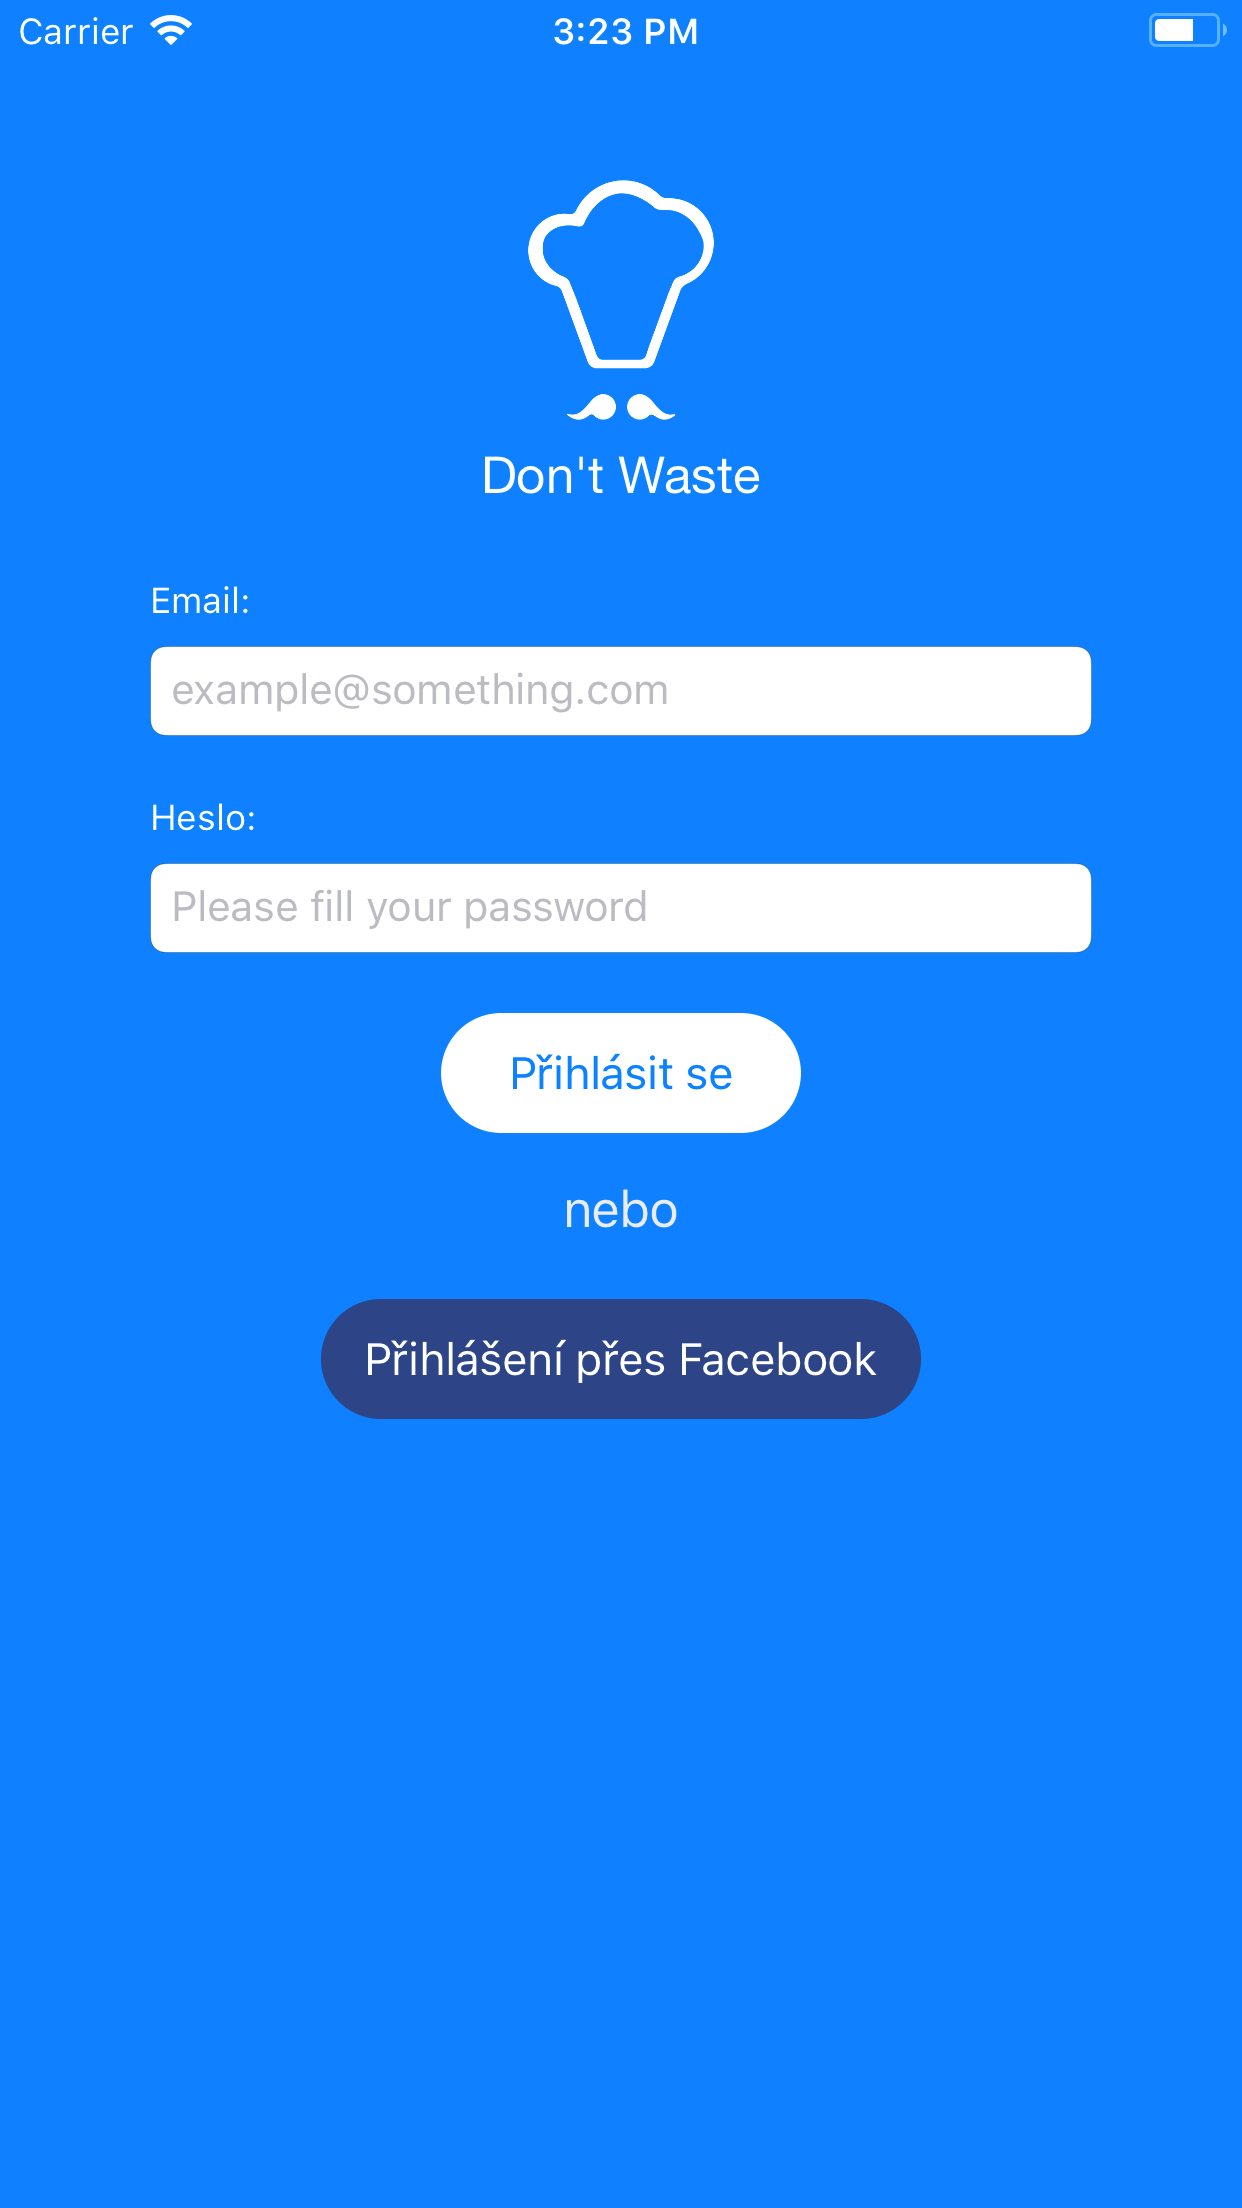 Carrier 3:23 PM
Don't Waste
Email:
example@something.com
Heslo:
Please fill your password
Přihlásit se
nebo
Přihlášení přes Facebook